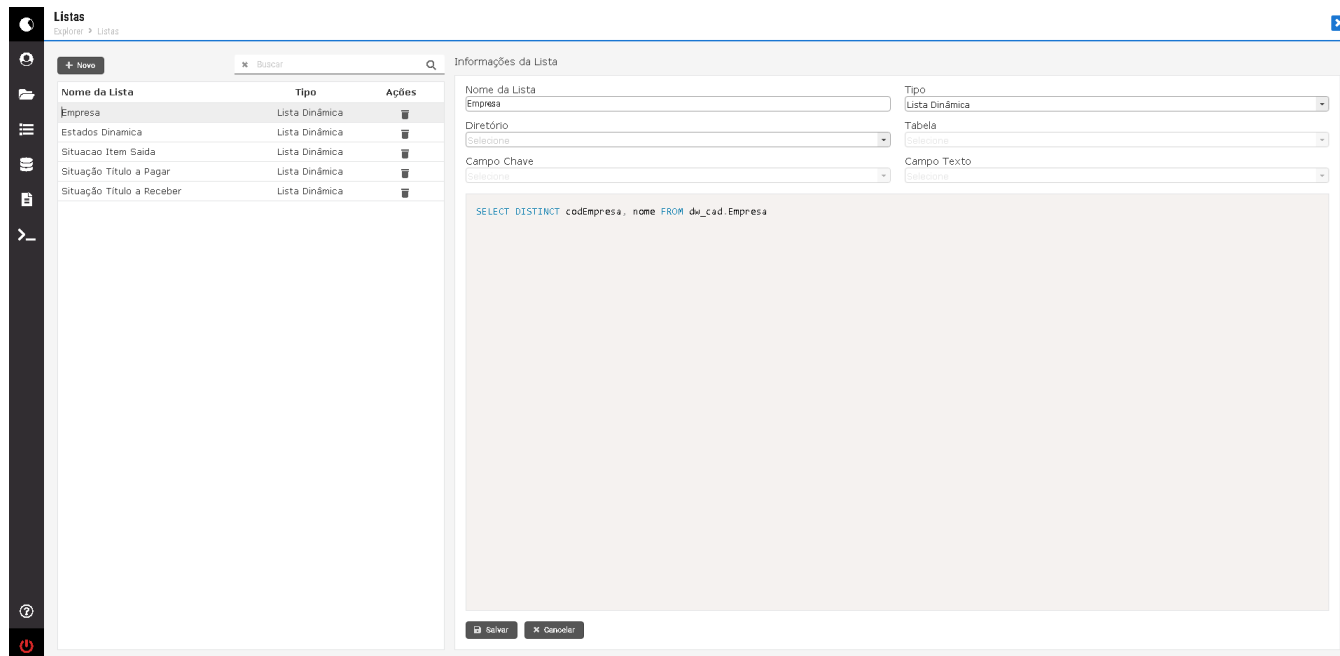 Listas
Explorer > Listas
+ Novo
× Buscar
Nome da Lista Tipo Ações
Empresa Lista Dinâmica
Estados Dinamica Lista Dinâmica
Situacao Item Saida Lista Dinâmica
Situação Título a Pagar Lista Dinâmica
Situação Título a Receber Lista Dinâmica
Informações da Lista
Nome da Lista Tipo
Empresa Lista Dinâmica
Diretório Tabela
Selecione Selecione
Campo Chave Campo Texto
Selecione Selecione
SELECT DISTINCT codEmpresa, nome FROM dw_cad.Empresa
Salvar × Cancelar